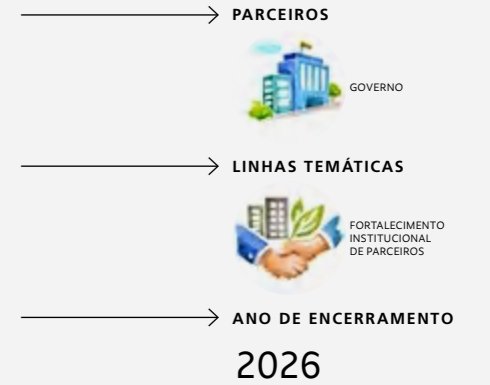 PARCEIROS
GOVERNO
LINHAS TEMÁTICAS
FORTALECIMENTO
INSTITUCIONAL
DE PARCEIROS
ANO DE ENCERRAMENTO
2026